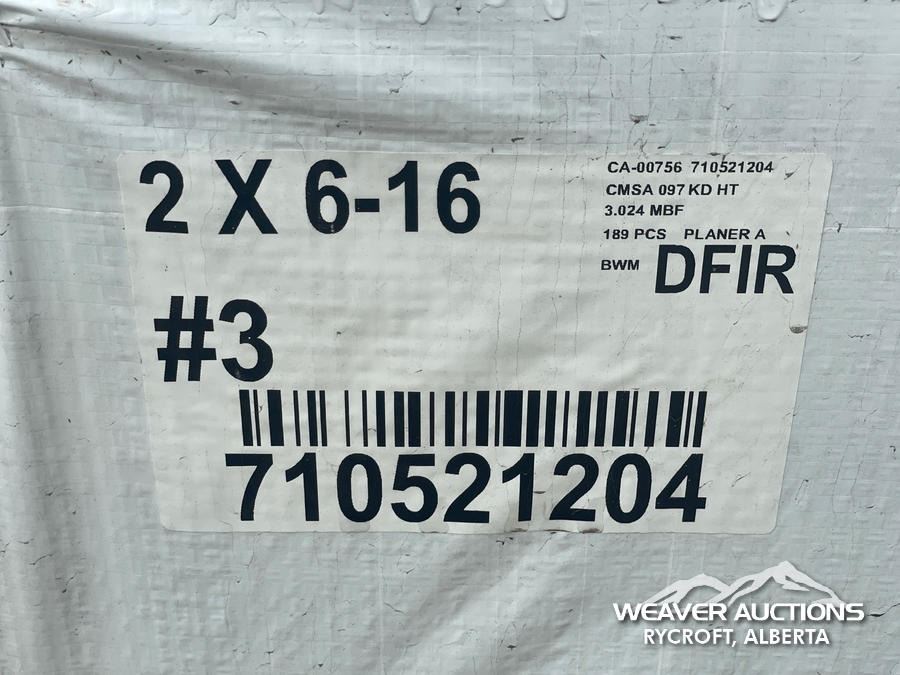 2 X 6-16
CA-00756 710521204
CMSA 097 KD HT
3.024 MBF
189 PCS PLANER A
BWM DFIR
#3
710521204
WEAVER AUCTIONS
RYCROFT, ALBERTA